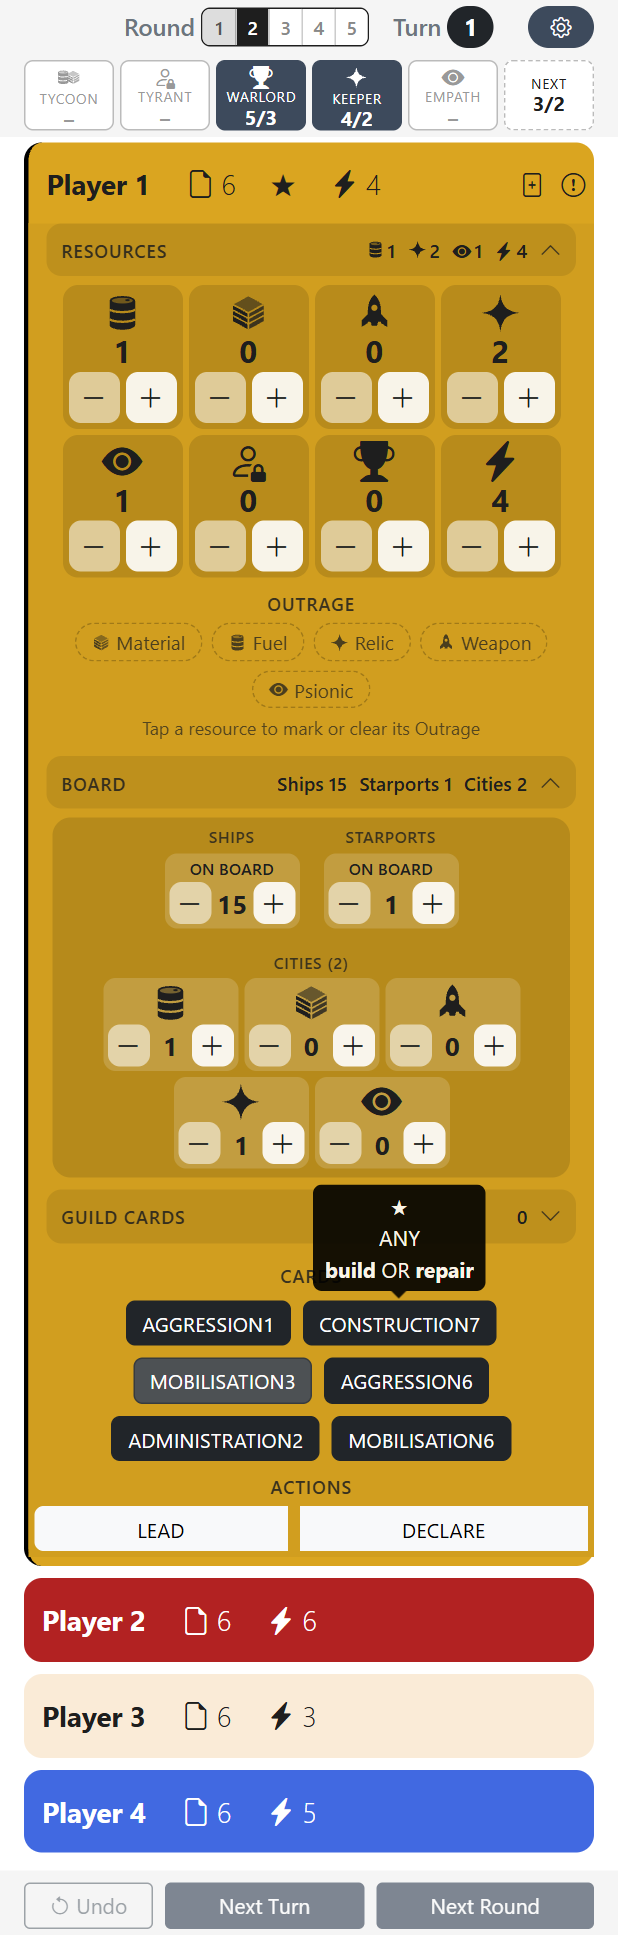 Round 1 2 3 4 5 Turn 1
TYCOON TYRANT WARLORD KEEPER EMPATH NEXT
– – 5/3 4/2 – 3/2
Player 1 6 4
RESOURCES 1 2 1 4
1 0 0 2
− + − + − + − +
1 0 0 4
− + − + − + − +
OUTRAGE
Material Fuel Relic Weapon
Psionic
Tap a resource to mark or clear its Outrage
BOARD Ships 15 Starports 1 Cities 2
SHIPS STARPORTS
ON BOARD ON BOARD
− 15 + − 1 +
CITIES (2)
− 1 + − 0 + − 0 +
− 1 + − 0 +
GUILD CARDS 0
ANY
build OR repair
AGGRESSION1 CONSTRUCTION7
MOBILISATION3 AGGRESSION6
ADMINISTRATION2 MOBILISATION6
ACTIONS
LEAD DECLARE
Player 2 6 6
Player 3 6 3
Player 4 6 5
Undo Next Turn Next Round